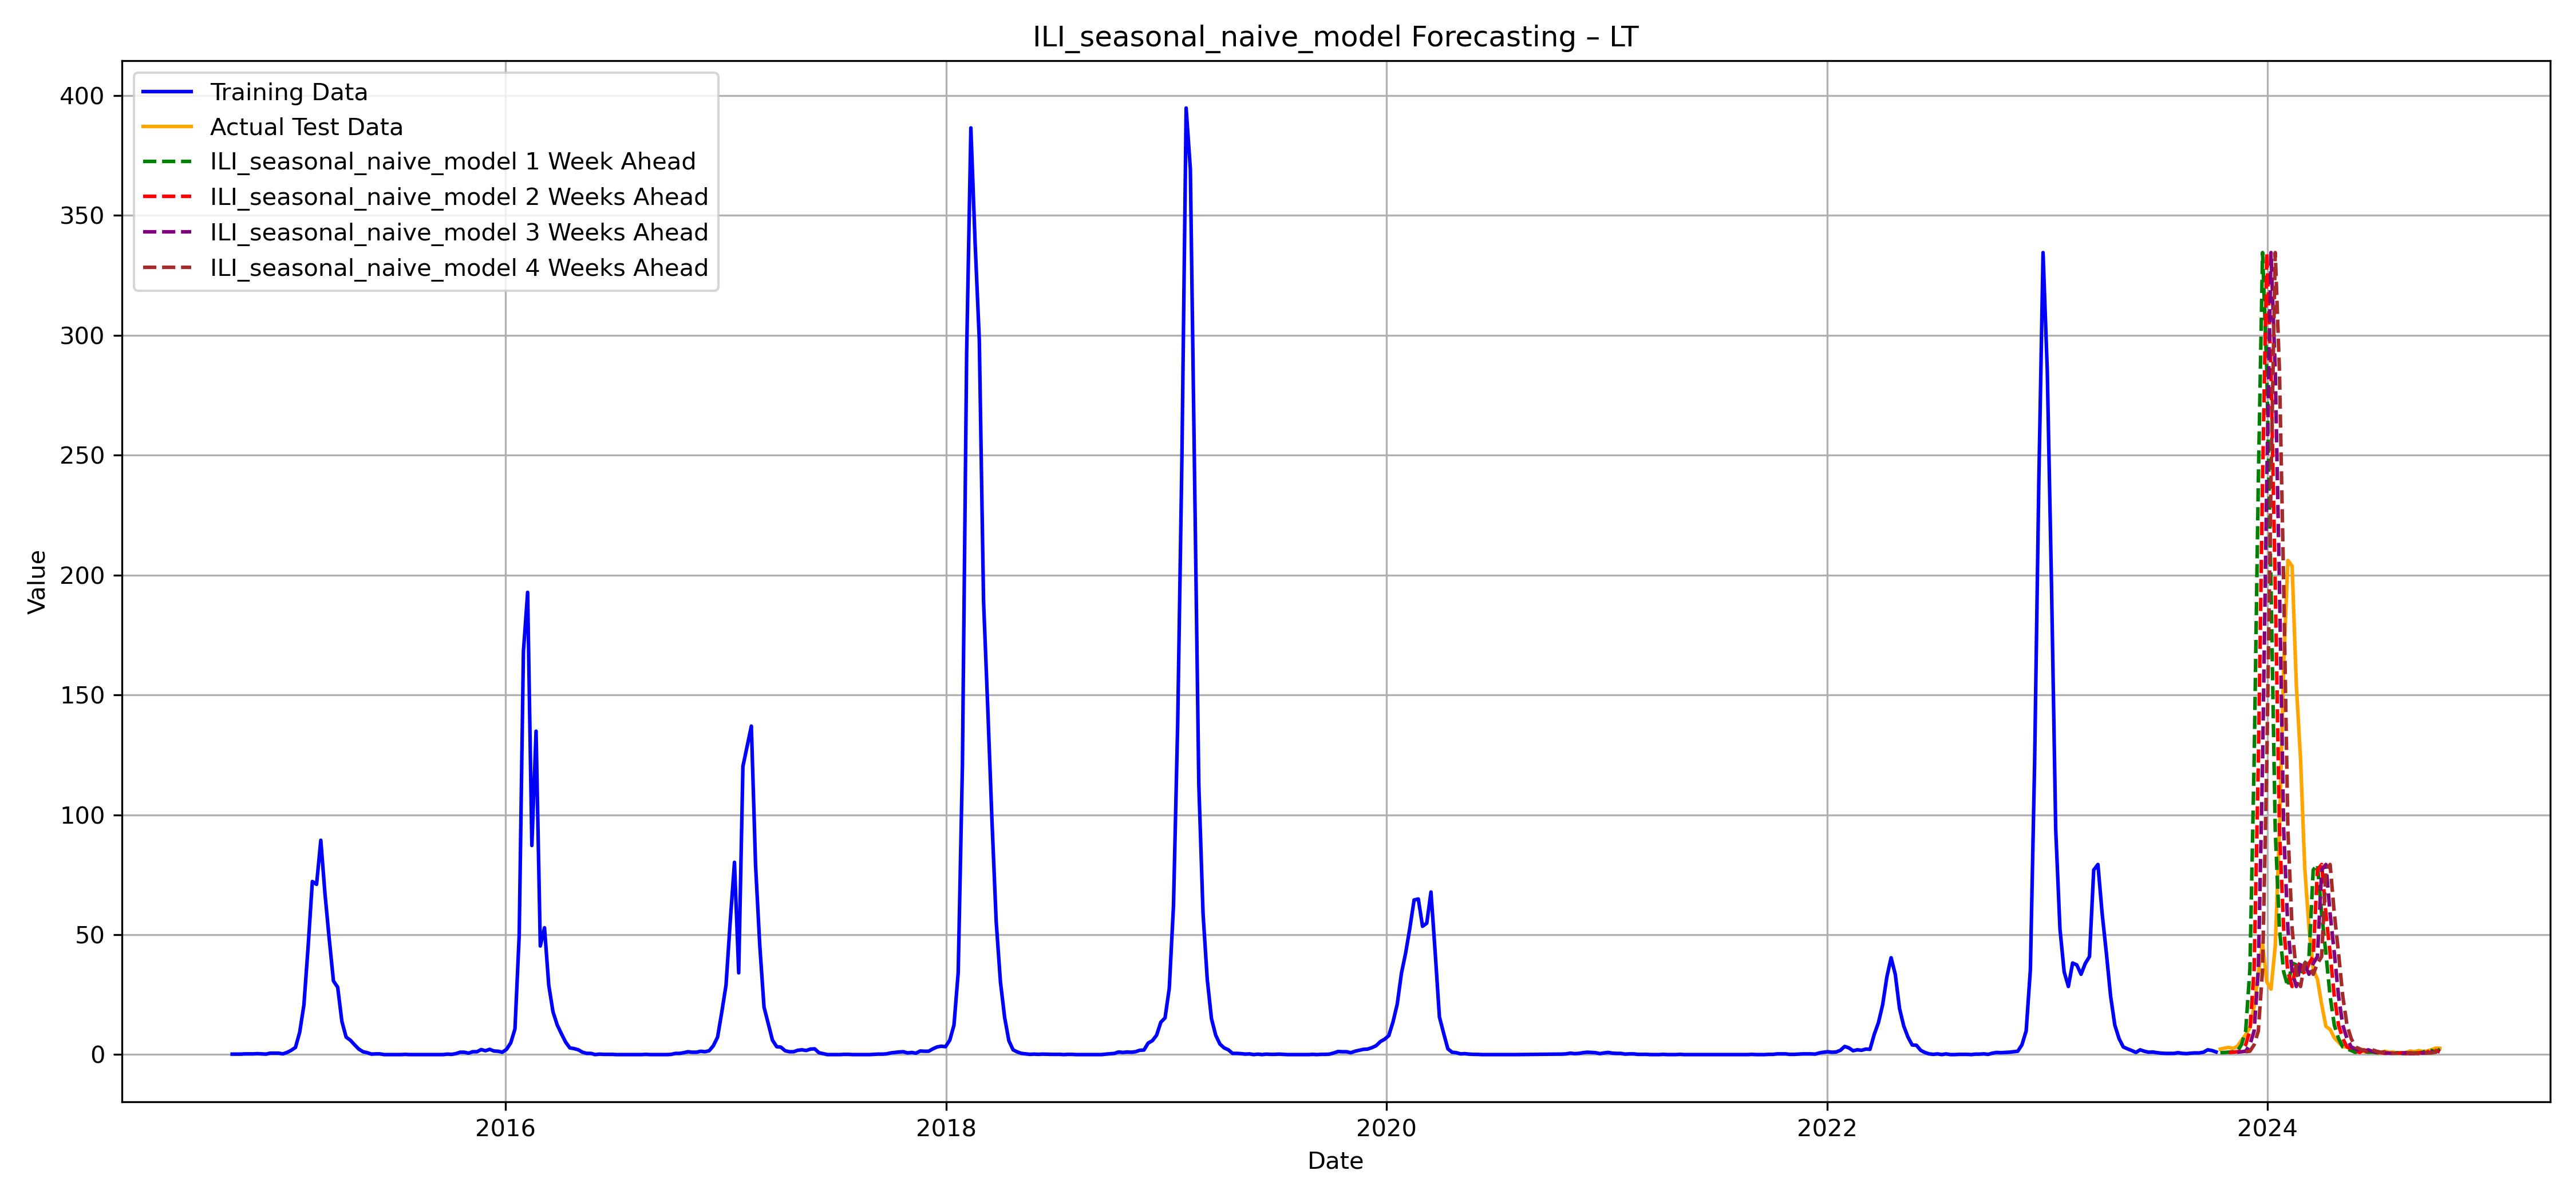 ILI_seasonal_naive_model Forecasting – LT
Training Data
Actual Test Data
ILI_seasonal_naive_model 1 Week Ahead
ILI_seasonal_naive_model 2 Weeks Ahead
ILI_seasonal_naive_model 3 Weeks Ahead
ILI_seasonal_naive_model 4 Weeks Ahead
400
350
300
250
200
150
100
50
0
Value
2016 2018 2020 2022 2024
Date